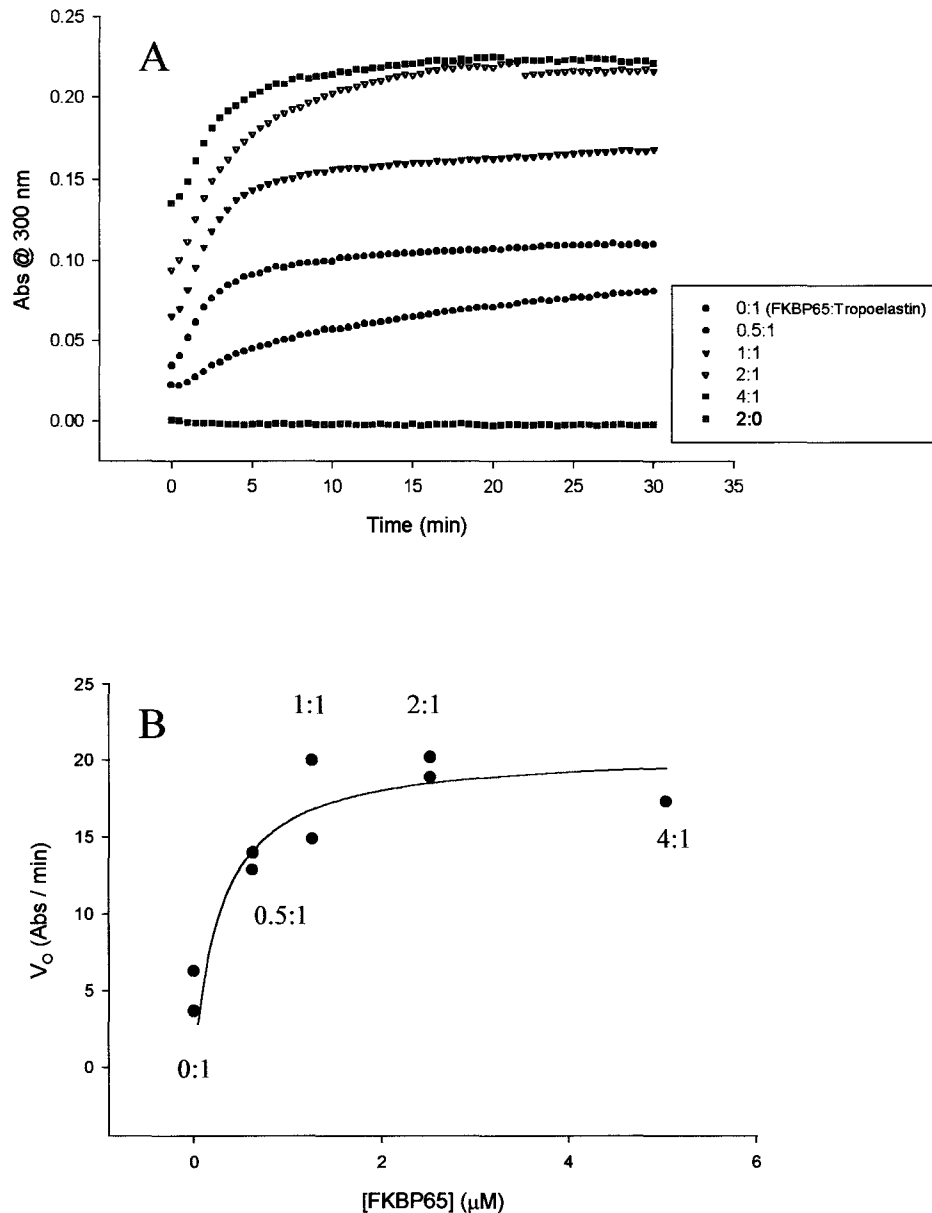 A
0.25
0.20
0.15
0.10
0.05
0.00
Abs @ 300 nm
0 5 10 15 20 25 30 35
Time (min)
0:1 (FKBP65:Tropoelastin)
0.5:1
1:1
2:1
4:1
2:0
B
25
20
15
10
5
0
V_O (Abs / min)
1:1
2:1
0.5:1
4:1
0:1
0 2 4 6
[FKBP65] (μM)